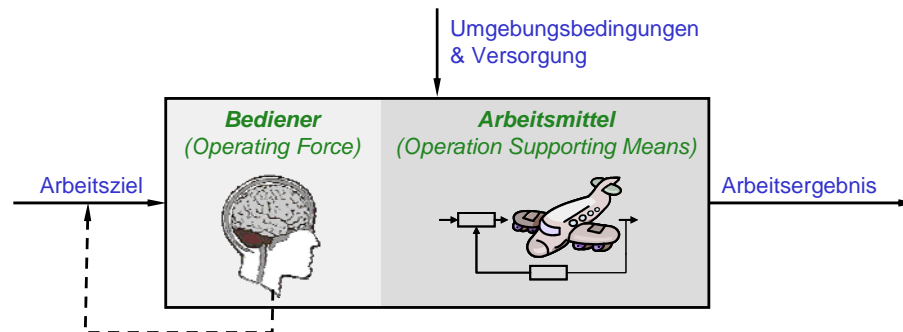 Umgebungsbedingungen
& Versorgung
Bediener
(Operating Force)
Arbeitsmittel
(Operation Supporting Means)
Arbeitsziel
Arbeitsergebnis